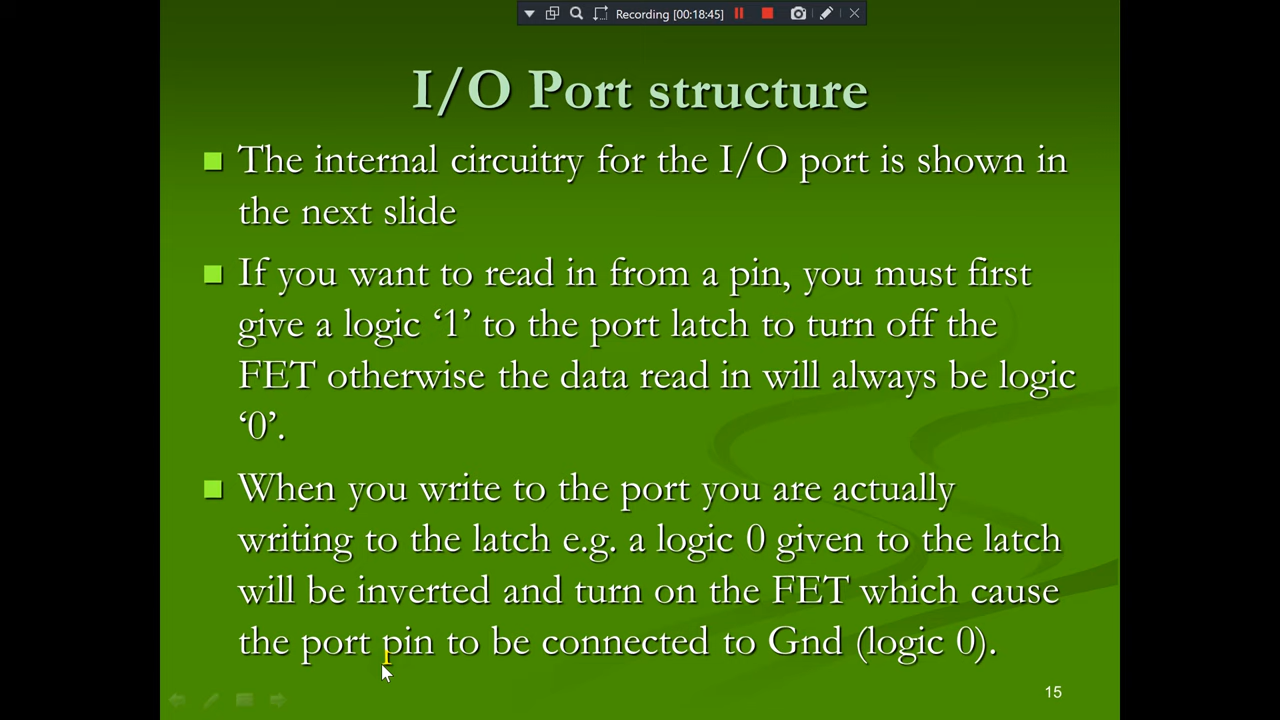 Recording [00:18:45]
I/O Port structure
The internal circuitry for the I/O port is shown in
the next slide
If you want to read in from a pin, you must first
give a logic ‘1’ to the port latch to turn off the
FET otherwise the data read in will always be logic
‘0’.
When you write to the port you are actually
writing to the latch e.g. a logic 0 given to the latch
will be inverted and turn on the FET which cause
the port pin to be connected to Gnd (logic 0).
15